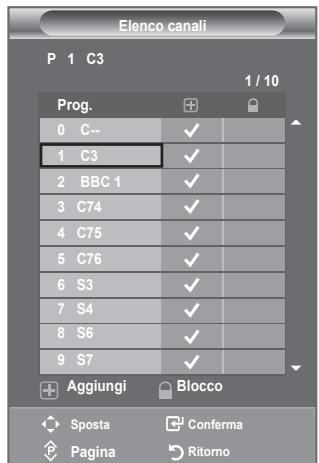 Elenco canali
P 1 C3
1 / 10
Prog.
0 C--
1 C3
2 BBC 1
3 C74
4 C75
5 C76
6 S3
7 S4
8 S6
9 S7
Aggiungi Blocco
Sposta Conferma
Pagina Ritorno